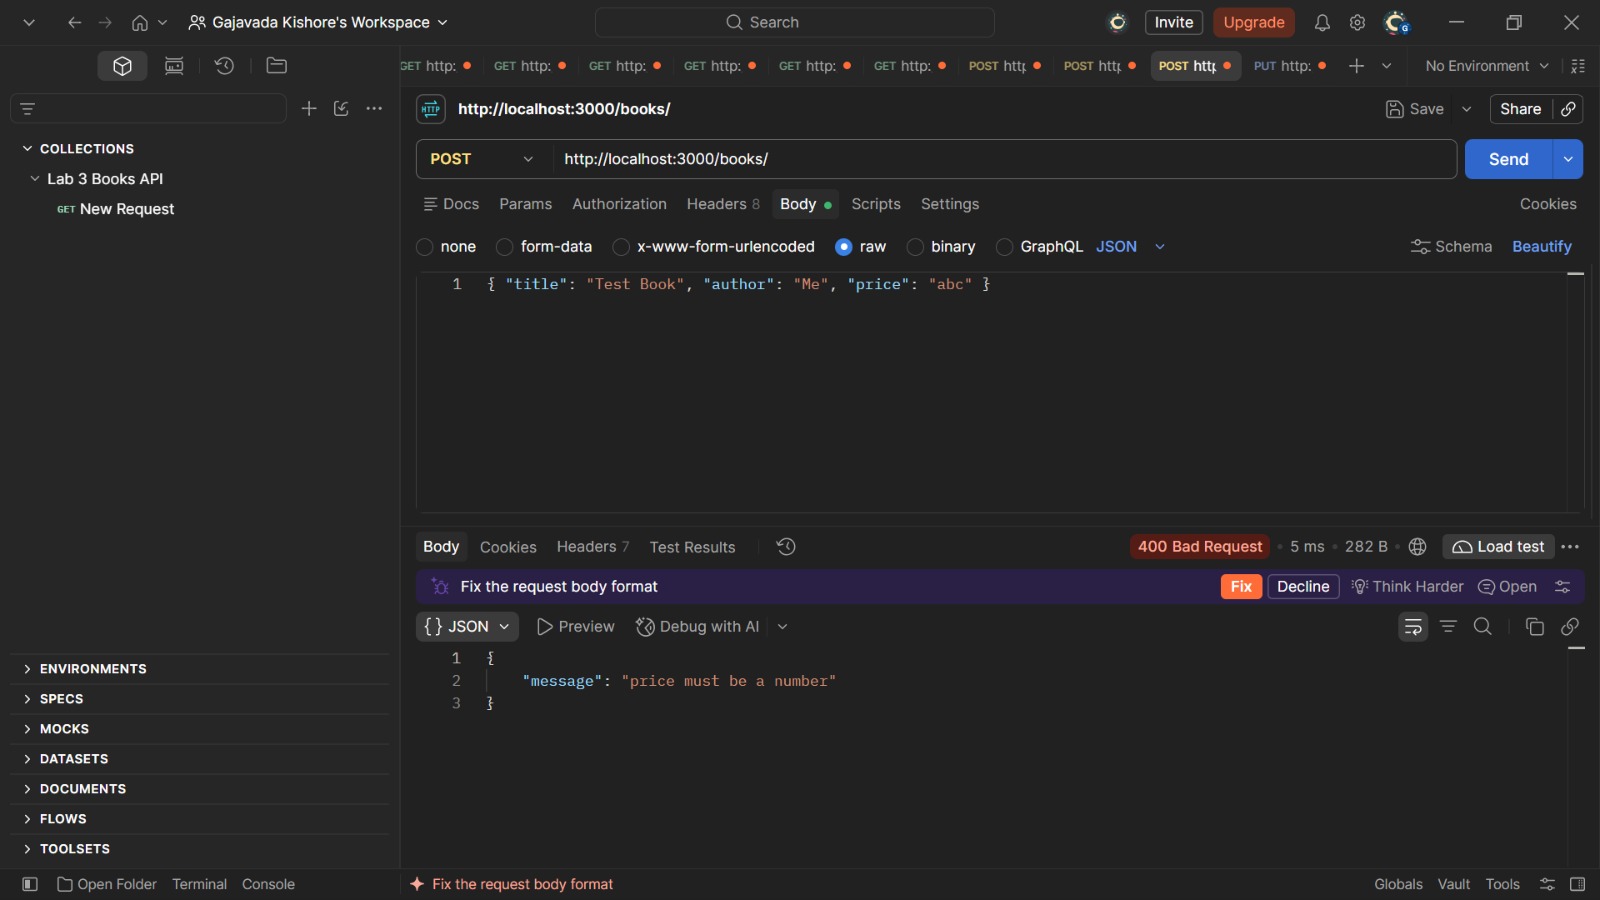 Gajavada Kishore's Workspace
Search
Invite
Upgrade
GET http:
GET http:
GET http:
GET http:
GET http:
GET http:
POST htt
POST htt
POST htt
PUT http:
No Environment
HTTP
http://localhost:3000/books/
Save
Share
COLLECTIONS
Lab 3 Books API
GET New Request
POST
http://localhost:3000/books/
Send
Docs
Params
Authorization
Headers 8
Body
Scripts
Settings
Cookies
none
form-data
x-www-form-urlencoded
raw
binary
GraphQL
JSON
Schema
Beautify
1 { "title": "Test Book", "author": "Me", "price": "abc" }
Body
Cookies
Headers 7
Test Results
400 Bad Request
5 ms
282 B
Load test
Fix the request body format
Fix
Decline
Think Harder
Open
{} JSON
Preview
Debug with AI
1 {
2 "message": "price must be a number"
3 }
ENVIRONMENTS
SPECS
MOCKS
DATASETS
DOCUMENTS
FLOWS
TOOLSETS
Open Folder
Terminal
Console
Fix the request body format
Globals
Vault
Tools